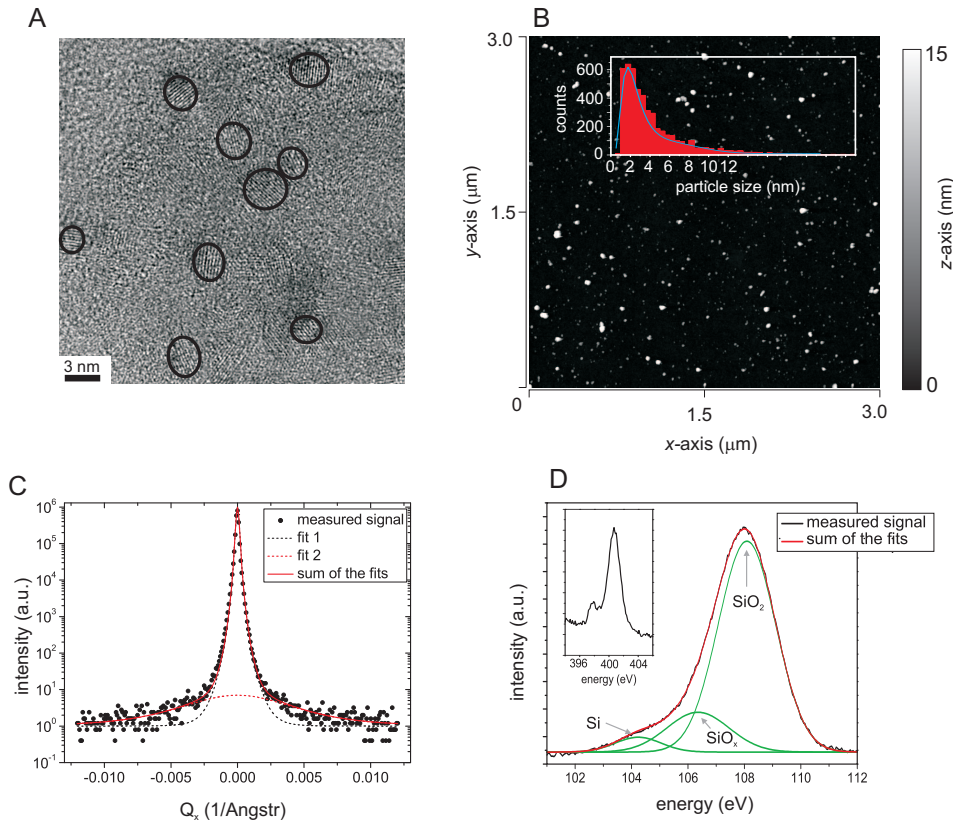 A
3 nm
B
3.0
1.5
0
y-axis (μm)
600
400
200
0
counts
0 2 4 6 8 10 12
particle size (nm)
1.5
3.0
x-axis (μm)
15
0
z-axis (nm)
C
10^6
10^5
10^4
10^3
10^2
10^1
10^0
10^-1
intensity (a.u.)
measured signal
fit 1
fit 2
sum of the fits
-0.010 -0.005 0.000 0.005 0.010
Q_x (1/Angstr)
D
measured signal
sum of the fits
396 400 404
energy (eV)
SiO₂
Si
SiOₓ
intensity (a.u.)
102 104 106 108 110 112
energy (eV)